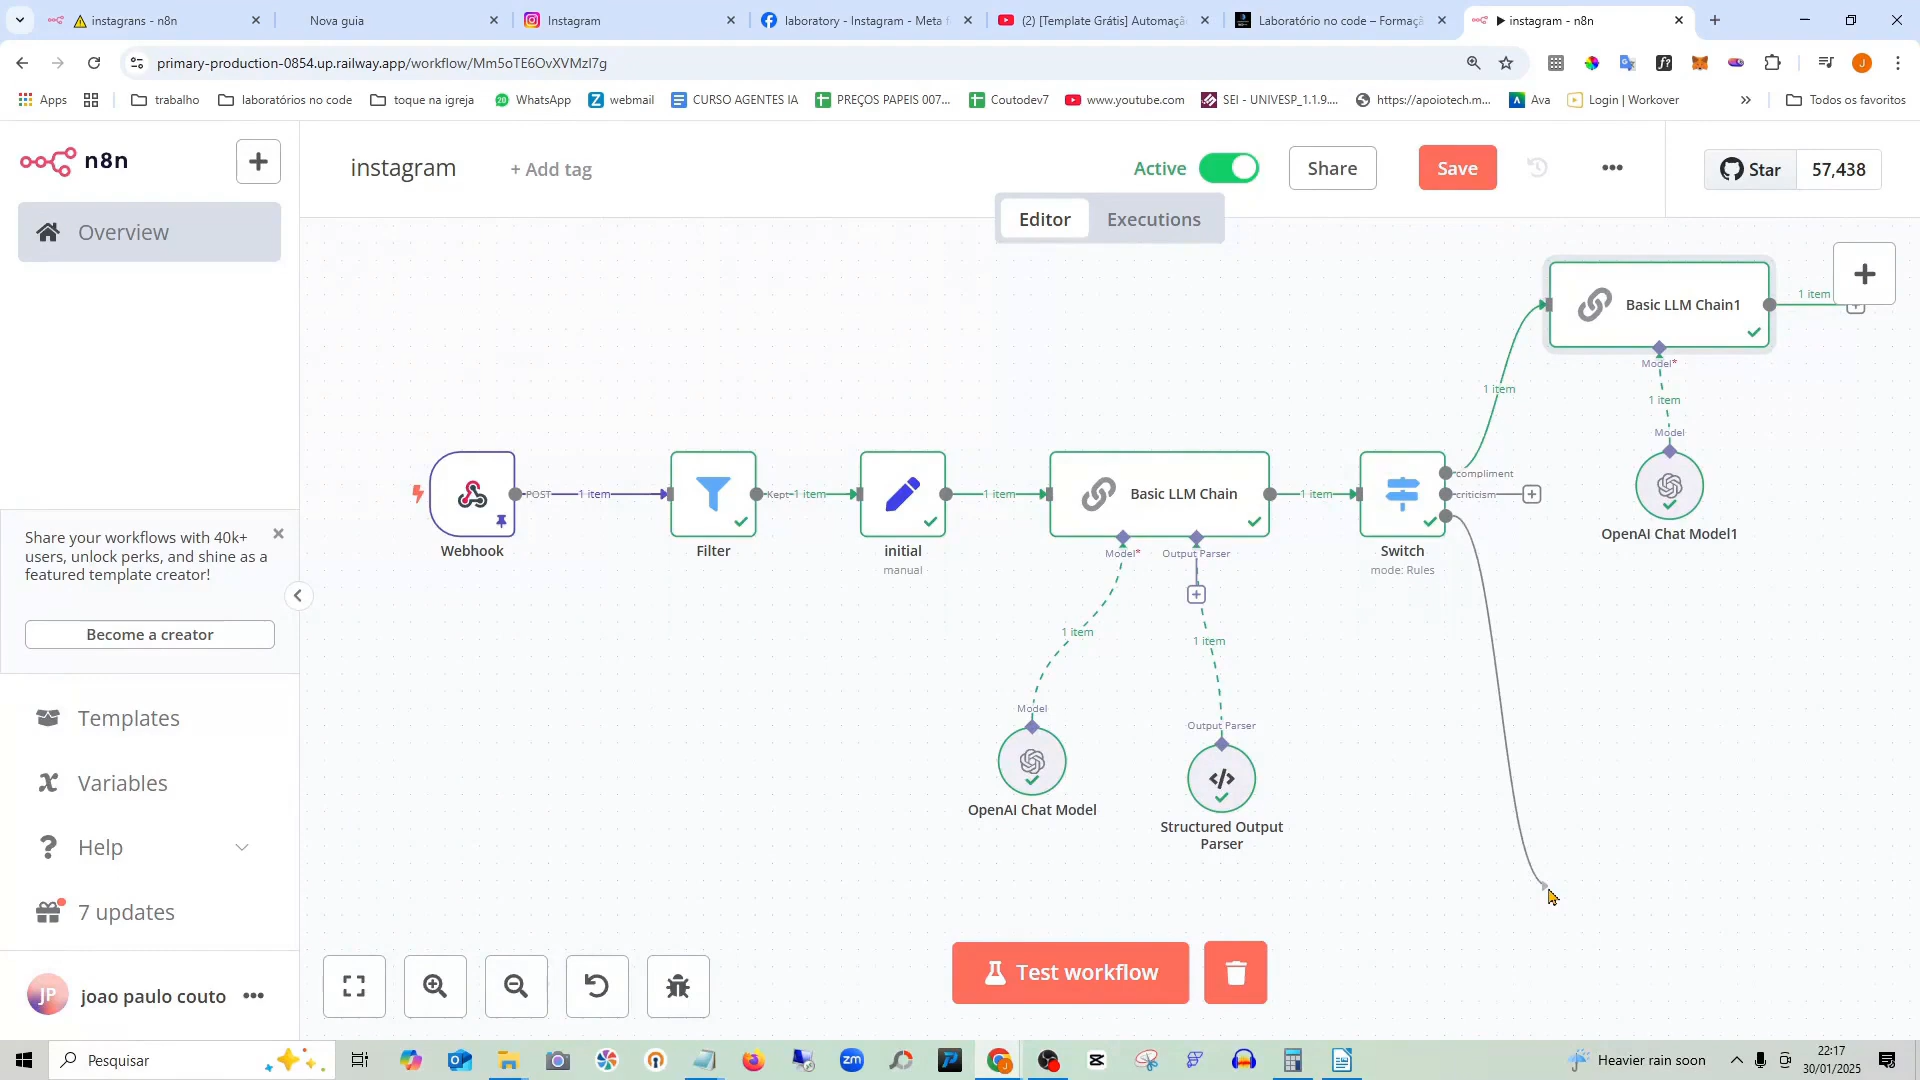 instagrans - n8n
Nova guia
Instagram
laboratory - Instagram - Meta f
(2) [Template Grátis] Automaçã
Laboratório no code – Formaçã
instagram - n8n
primary-production-0854.up.railway.app/workflow/Mm5oTE6OvXVMzI7g
Apps
trabalho
laboratórios no code
toque na igreja
WhatsApp
webmail
CURSO AGENTES IA
PREÇOS PAPEIS 007...
Coutodev7
www.youtube.com
SEI - UNIVESP_1.1.9....
https://apoiotech.m...
Ava
Login | Workover
Todos os favoritos
n8n
instagram
+ Add tag
Active
Share
Save
Star
57,438
Editor
Executions
Overview
Basic LLM Chain1
1 item
Model*
1 item
1 item
Model
compliment
criticism
OpenAI Chat Model1
POST
1 item
Kept
1 item
1 item
Basic LLM Chain
1 item
Webhook
Filter
initial
manual
Model*
Output Parser
Switch
mode: Rules
Share your workflows with 40k+
users, unlock perks, and shine as a
featured template creator!
Become a creator
1 item
1 item
Model
Output Parser
OpenAI Chat Model
Structured Output
Parser
Templates
Variables
Help
7 updates
JP
joao paulo couto
Test workflow
Pesquisar
Heavier rain soon
22:17
30/01/2025